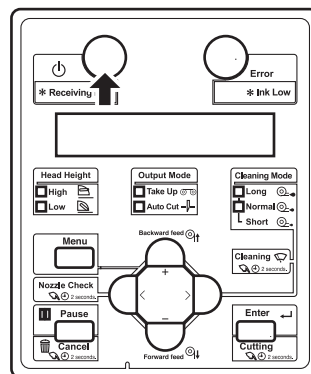 Error
* Receiving
* Ink Low
Head Height
High
Low
Output Mode
Take Up
Auto Cut
Cleaning Mode
Long
Normal
Short
Menu
Backward feed
Cleaning
2 seconds.
Nozzle Check
2 seconds.
+
< >
−
Pause
Cancel
2 seconds.
Forward feed
Enter
Cutting
2 seconds.